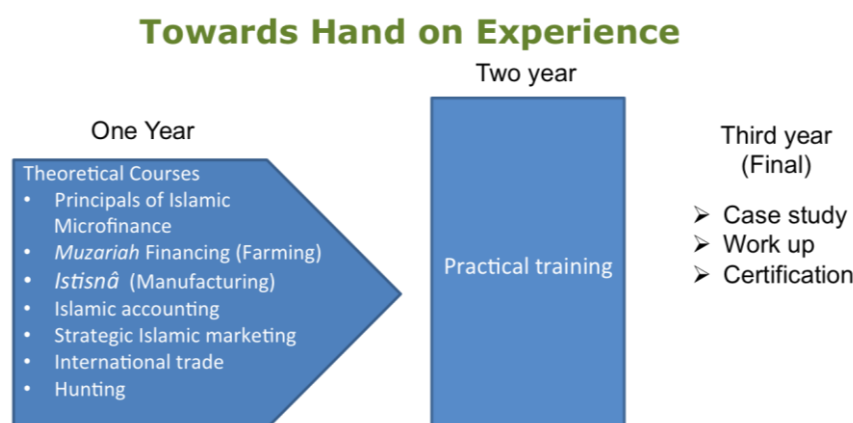 Towards Hand on Experience
One Year
Theoretical Courses
• Principals of Islamic
Microfinance
• Muzariah Financing (Farming)
• Istisnâ (Manufacturing)
• Islamic accounting
• Strategic Islamic marketing
• International trade
• Hunting
Two year
Practical training
Third year
(Final)
➢ Case study
➢ Work up
➢ Certification